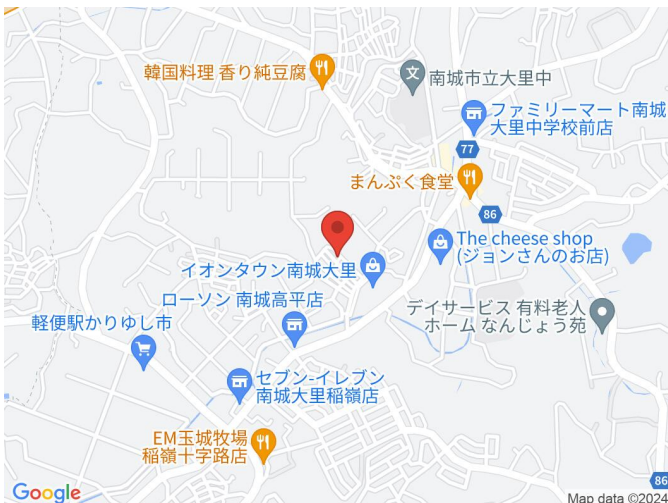 韓国料理 香り純豆腐
南城市立大里中
ファミリーマート南城
大里中学校前店
77
まんぷく食堂
86
The cheese shop
(ジョンさんのお店)
イオンタウン南城大里
ローソン 南城高平店
デイサービス 有料老人
ホーム なんじょう苑
軽便駅かりゆし市
セブン-イレブン
南城大里稲嶺店
EM玉城牧場
稲嶺十字路店
86
Google
Map data ©2024